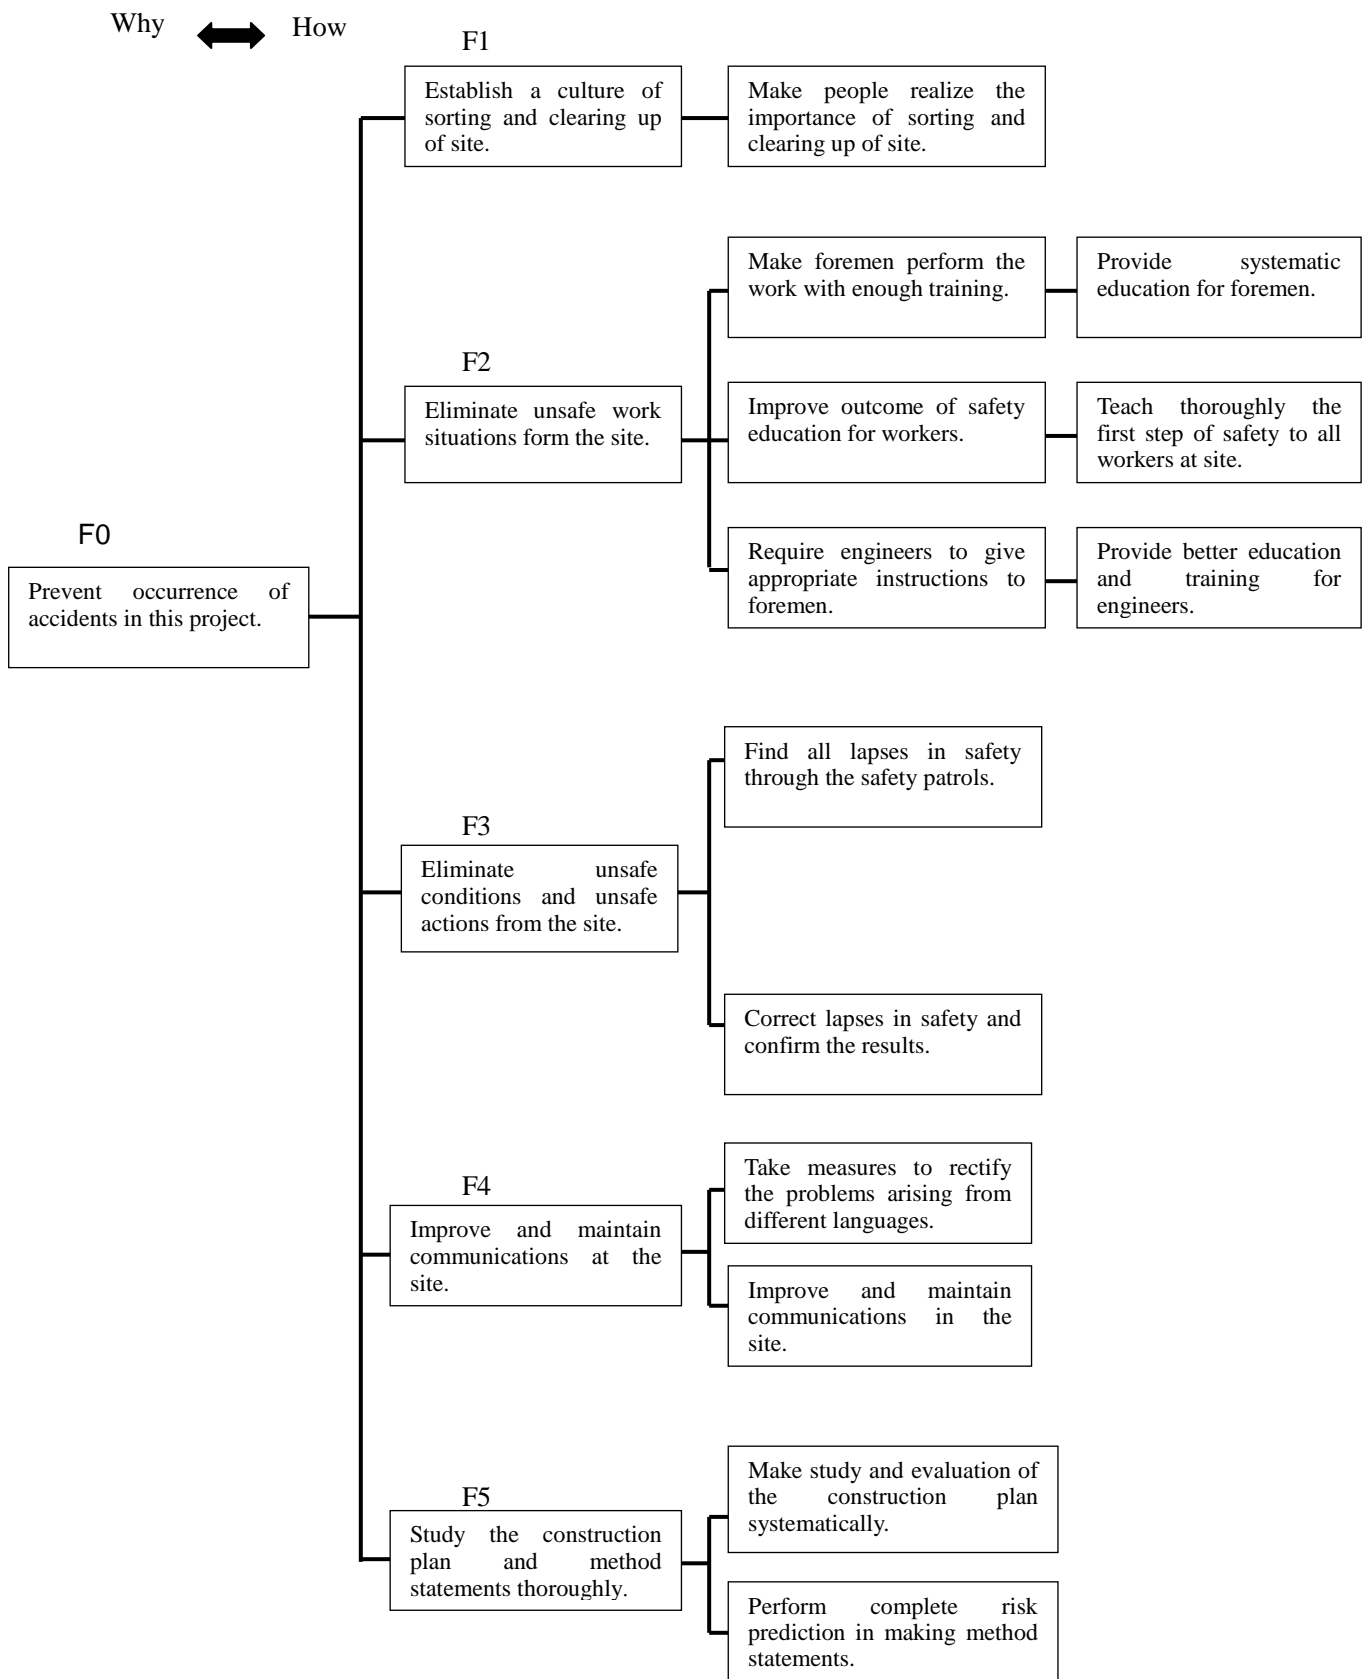 Why
How
F1
Establish a culture of
sorting and clearing up
of site.
Make people realize the
importance of sorting and
clearing up of site.
F2
Eliminate unsafe work
situations form the site.
Make foremen perform the
work with enough training.
Provide systematic
education for foremen.
Improve outcome of safety
education for workers.
Teach thoroughly the
first step of safety to all
workers at site.
Require engineers to give
appropriate instructions to
foremen.
Provide better education
and training for
engineers.
F0
Prevent occurrence of
accidents in this project.
F3
Eliminate unsafe
conditions and unsafe
actions from the site.
Find all lapses in safety
through the safety patrols.
Correct lapses in safety and
confirm the results.
F4
Improve and maintain
communications at the
site.
Take measures to rectify
the problems arising from
different languages.
Improve and maintain
communications in the
site.
F5
Study the construction
plan and method
statements thoroughly.
Make study and evaluation of
the construction plan
systematically.
Perform complete risk
prediction in making method
statements.